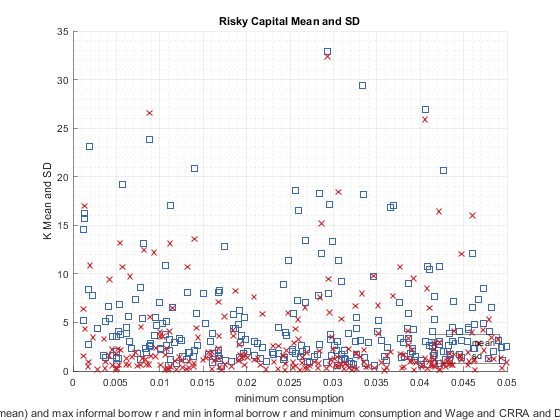 Risky Capital Mean and SD
35
30
25
20
15
10
5
0
K Mean and SD
0 0.005 0.01 0.015 0.02 0.025 0.03 0.035 0.04 0.045 0.05
mean
sd
minimum consumption
mean) and max informal borrow r and min informal borrow r and minimum consumption and Wage and CRRA and